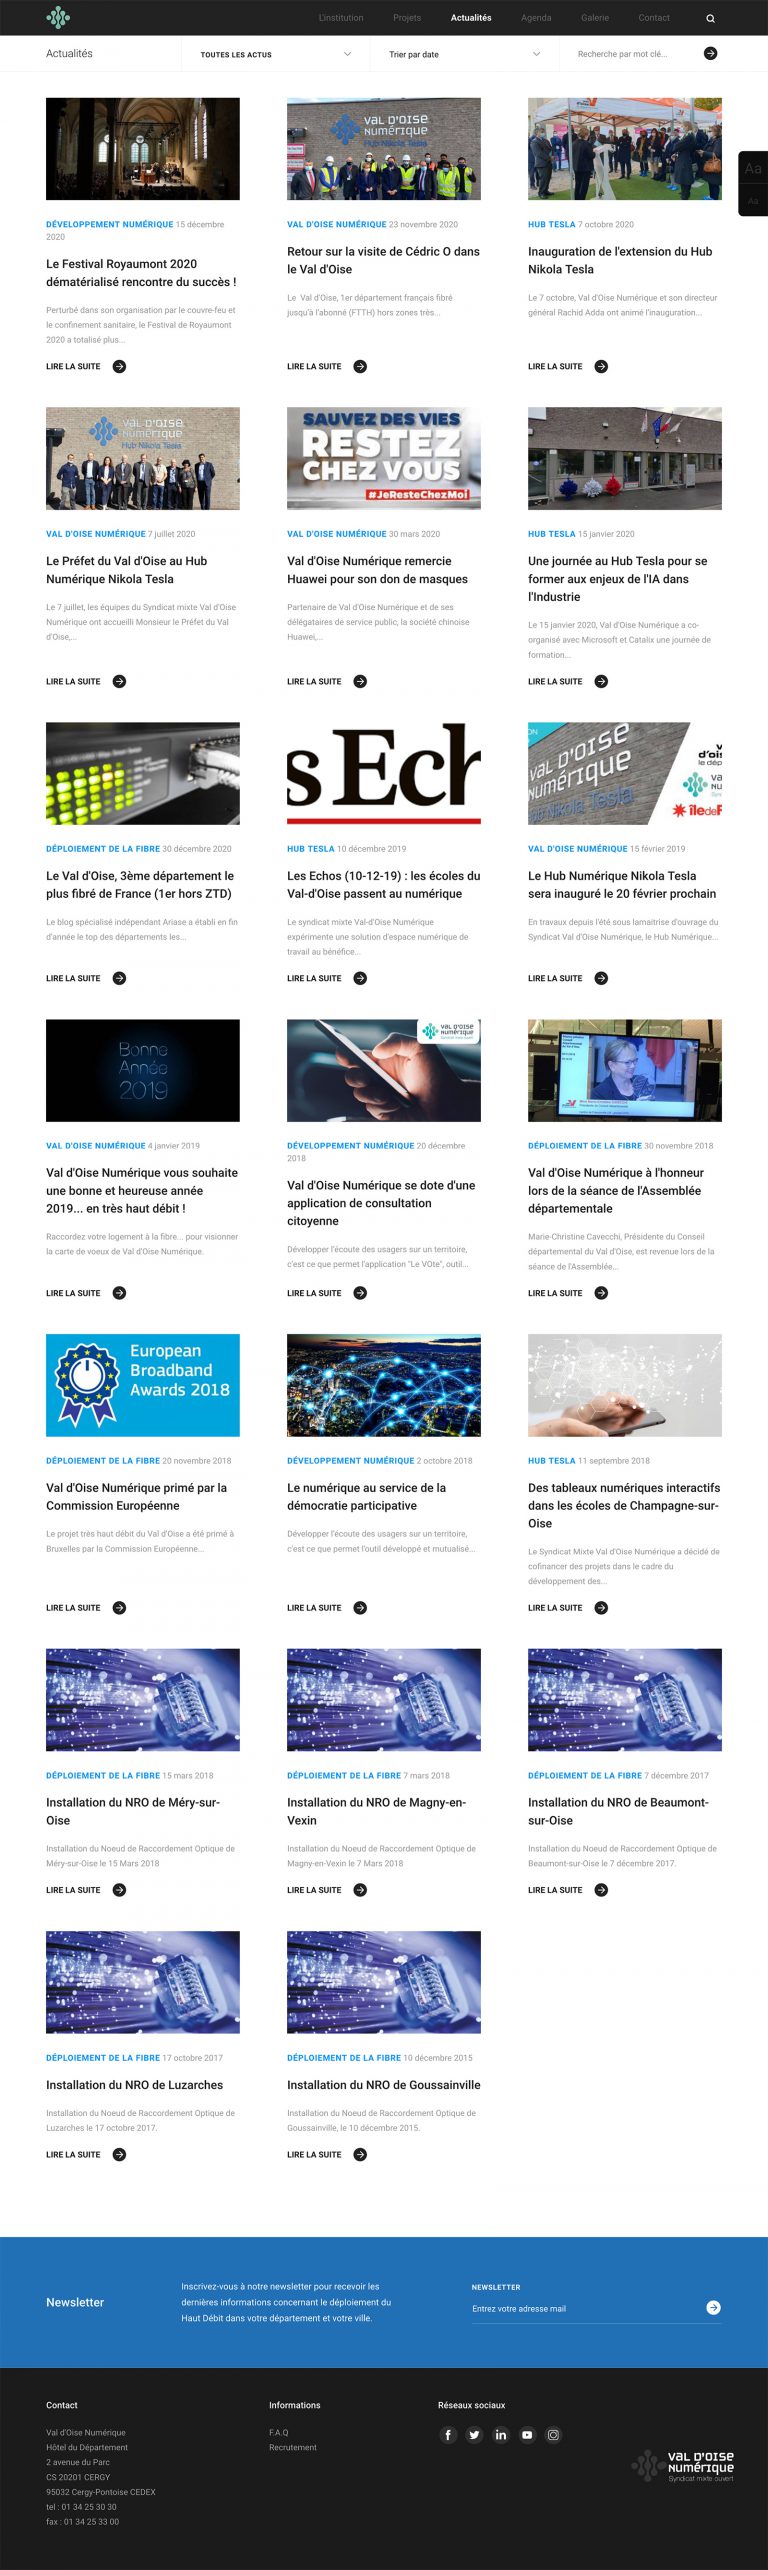 L'institution
Projets
Actualités
Agenda
Galerie
Contact
Actualités
TOUTES LES ACTUS
Trier par date
Recherche par mot clé...
Aa
Aa
DÉVELOPPEMENT NUMÉRIQUE 15 décembre
2020
Le Festival Royaumont 2020
dématérialisé rencontre du succès !
Perturbé dans son organisation par le couvre-feu et
le confinement sanitaire, le Festival de Royaumont
2020 a totalisé plus...
LIRE LA SUITE
VAL D'OISE
NUMÉRIQUE
Hub Nikola Tesla
VAL D'OISE NUMÉRIQUE 23 novembre 2020
Retour sur la visite de Cédric O dans
le Val d'Oise
Le Val d'Oise, 1er département français fibré
jusqu'à l'abonné (FTTH) hors zones très...
LIRE LA SUITE
HUB TESLA 7 octobre 2020
Inauguration de l'extension du Hub
Nikola Tesla
Le 7 octobre, Val d'Oise Numérique et son directeur
général Rachid Adda ont animé l'inauguration...
LIRE LA SUITE
VAL D'OISE
NUMÉRIQUE
Hub Nikola Tesla
VAL D'OISE NUMÉRIQUE 7 juillet 2020
Le Préfet du Val d'Oise au Hub
Numérique Nikola Tesla
Le 7 juillet, les équipes du Syndicat mixte Val d'Oise
Numérique ont accueilli Monsieur le Préfet du Val
d'Oise,...
LIRE LA SUITE
SAUVEZ DES VIES
RESTEZ
CHEZ VOUS
#JeResteChezMoi
VAL D'OISE NUMÉRIQUE 30 mars 2020
Val d'Oise Numérique remercie
Huawei pour son don de masques
Partenaire de Val d'Oise Numérique et de ses
délégataires de service public, la société chinoise
Huawei,...
LIRE LA SUITE
HUB TESLA 15 janvier 2020
Une journée au Hub Tesla pour se
former aux enjeux de l'IA dans
l'Industrie
Le 15 janvier 2020, Val d'Oise Numérique a co-
organisé avec Microsoft et Catalix une journée de
formation...
LIRE LA SUITE
DÉPLOIEMENT DE LA FIBRE 30 décembre 2020
Le Val d'Oise, 3ème département le
plus fibré de France (1er hors ZTD)
Le blog spécialisé indépendant Ariase a établi en fin
d'année le top des départements les...
LIRE LA SUITE
s Ech
HUB TESLA 10 décembre 2019
Les Echos (10-12-19) : les écoles du
Val-d'Oise passent au numérique
Le syndicat mixte Val-d'Oise Numérique
expérimente une solution d'espace numérique de
travail au bénéfice...
LIRE LA SUITE
VAL D'OISE
NUMÉRIQUE
Hub Nikola Tesla
île de F
VAL D'OISE NUMÉRIQUE 15 février 2019
Le Hub Numérique Nikola Tesla
sera inauguré le 20 février prochain
En travaux depuis l'été sous lamaitrise d'ouvrage du
Syndicat Val d'Oise Numérique, le Hub Numérique...
LIRE LA SUITE
Bonne
Année
2019
VAL D'OISE NUMÉRIQUE 4 janvier 2019
Val d'Oise Numérique vous souhaite
une bonne et heureuse année
2019... en très haut débit !
Raccordez votre logement à la fibre... pour visionner
la carte de voeux de Val d'Oise Numérique.
LIRE LA SUITE
VAL D'OISE
NUMÉRIQUE
DÉVELOPPEMENT NUMÉRIQUE 20 décembre
2018
Val d'Oise Numérique se dote d'une
application de consultation
citoyenne
Développer l'écoute des usagers sur un territoire,
c'est ce que permet l'application "Le VOte", outil...
LIRE LA SUITE
DÉPLOIEMENT DE LA FIBRE 30 novembre 2018
Val d'Oise Numérique à l'honneur
lors de la séance de l'Assemblée
départementale
Marie-Christine Cavecchi, Présidente du Conseil
départemental du Val d'Oise, est revenue lors de la
séance de l'Assemblée...
LIRE LA SUITE
European
Broadband
Awards 2018
DÉPLOIEMENT DE LA FIBRE 20 novembre 2018
Val d'Oise Numérique primé par la
Commission Européenne
Le projet très haut débit du Val d'Oise a été primé à
Bruxelles par la Commission Européenne...
LIRE LA SUITE
DÉVELOPPEMENT NUMÉRIQUE 2 octobre 2018
Le numérique au service de la
démocratie participative
Développer l'écoute des usagers sur un territoire,
c'est ce que permet l'outil développé et mutualisé...
LIRE LA SUITE
HUB TESLA 11 septembre 2018
Des tableaux numériques interactifs
dans les écoles de Champagne-sur-
Oise
Le Syndicat Mixte Val d'Oise Numérique a décidé de
cofinancer des projets dans le cadre du
développement des...
LIRE LA SUITE
DÉPLOIEMENT DE LA FIBRE 15 mars 2018
Installation du NRO de Méry-sur-
Oise
Installation du Noeud de Raccordement Optique de
Méry-sur-Oise le 15 Mars 2018
LIRE LA SUITE
DÉPLOIEMENT DE LA FIBRE 7 mars 2018
Installation du NRO de Magny-en-
Vexin
Installation du Noeud de Raccordement Optique de
Magny-en-Vexin le 7 Mars 2018
LIRE LA SUITE
DÉPLOIEMENT DE LA FIBRE 7 décembre 2017
Installation du NRO de Beaumont-
sur-Oise
Installation du Noeud de Raccordement Optique de
Beaumont-sur-Oise le 7 décembre 2017.
LIRE LA SUITE
DÉPLOIEMENT DE LA FIBRE 17 octobre 2017
Installation du NRO de Luzarches
Installation du Noeud de Raccordement Optique de
Luzarches le 17 octobre 2017.
LIRE LA SUITE
DÉPLOIEMENT DE LA FIBRE 10 décembre 2015
Installation du NRO de Goussainville
Installation du Noeud de Raccordement Optique de
Goussainville, le 10 décembre 2015.
LIRE LA SUITE
Newsletter
Inscrivez-vous à notre newsletter pour recevoir les
dernières informations concernant le déploiement du
Haut Débit dans votre département et votre ville.
NEWSLETTER
Entrez votre adresse mail
Contact
Val d'Oise Numérique
Hôtel du Département
2 avenue du Parc
CS 20201 CERGY
95032 Cergy-Pontoise CEDEX
tel : 01 34 25 30 30
fax : 01 34 25 33 00
Informations
F.A.Q
Recrutement
Réseaux sociaux
VAL D'OISE
NUMÉRIQUE
Syndicat mixte ouvert